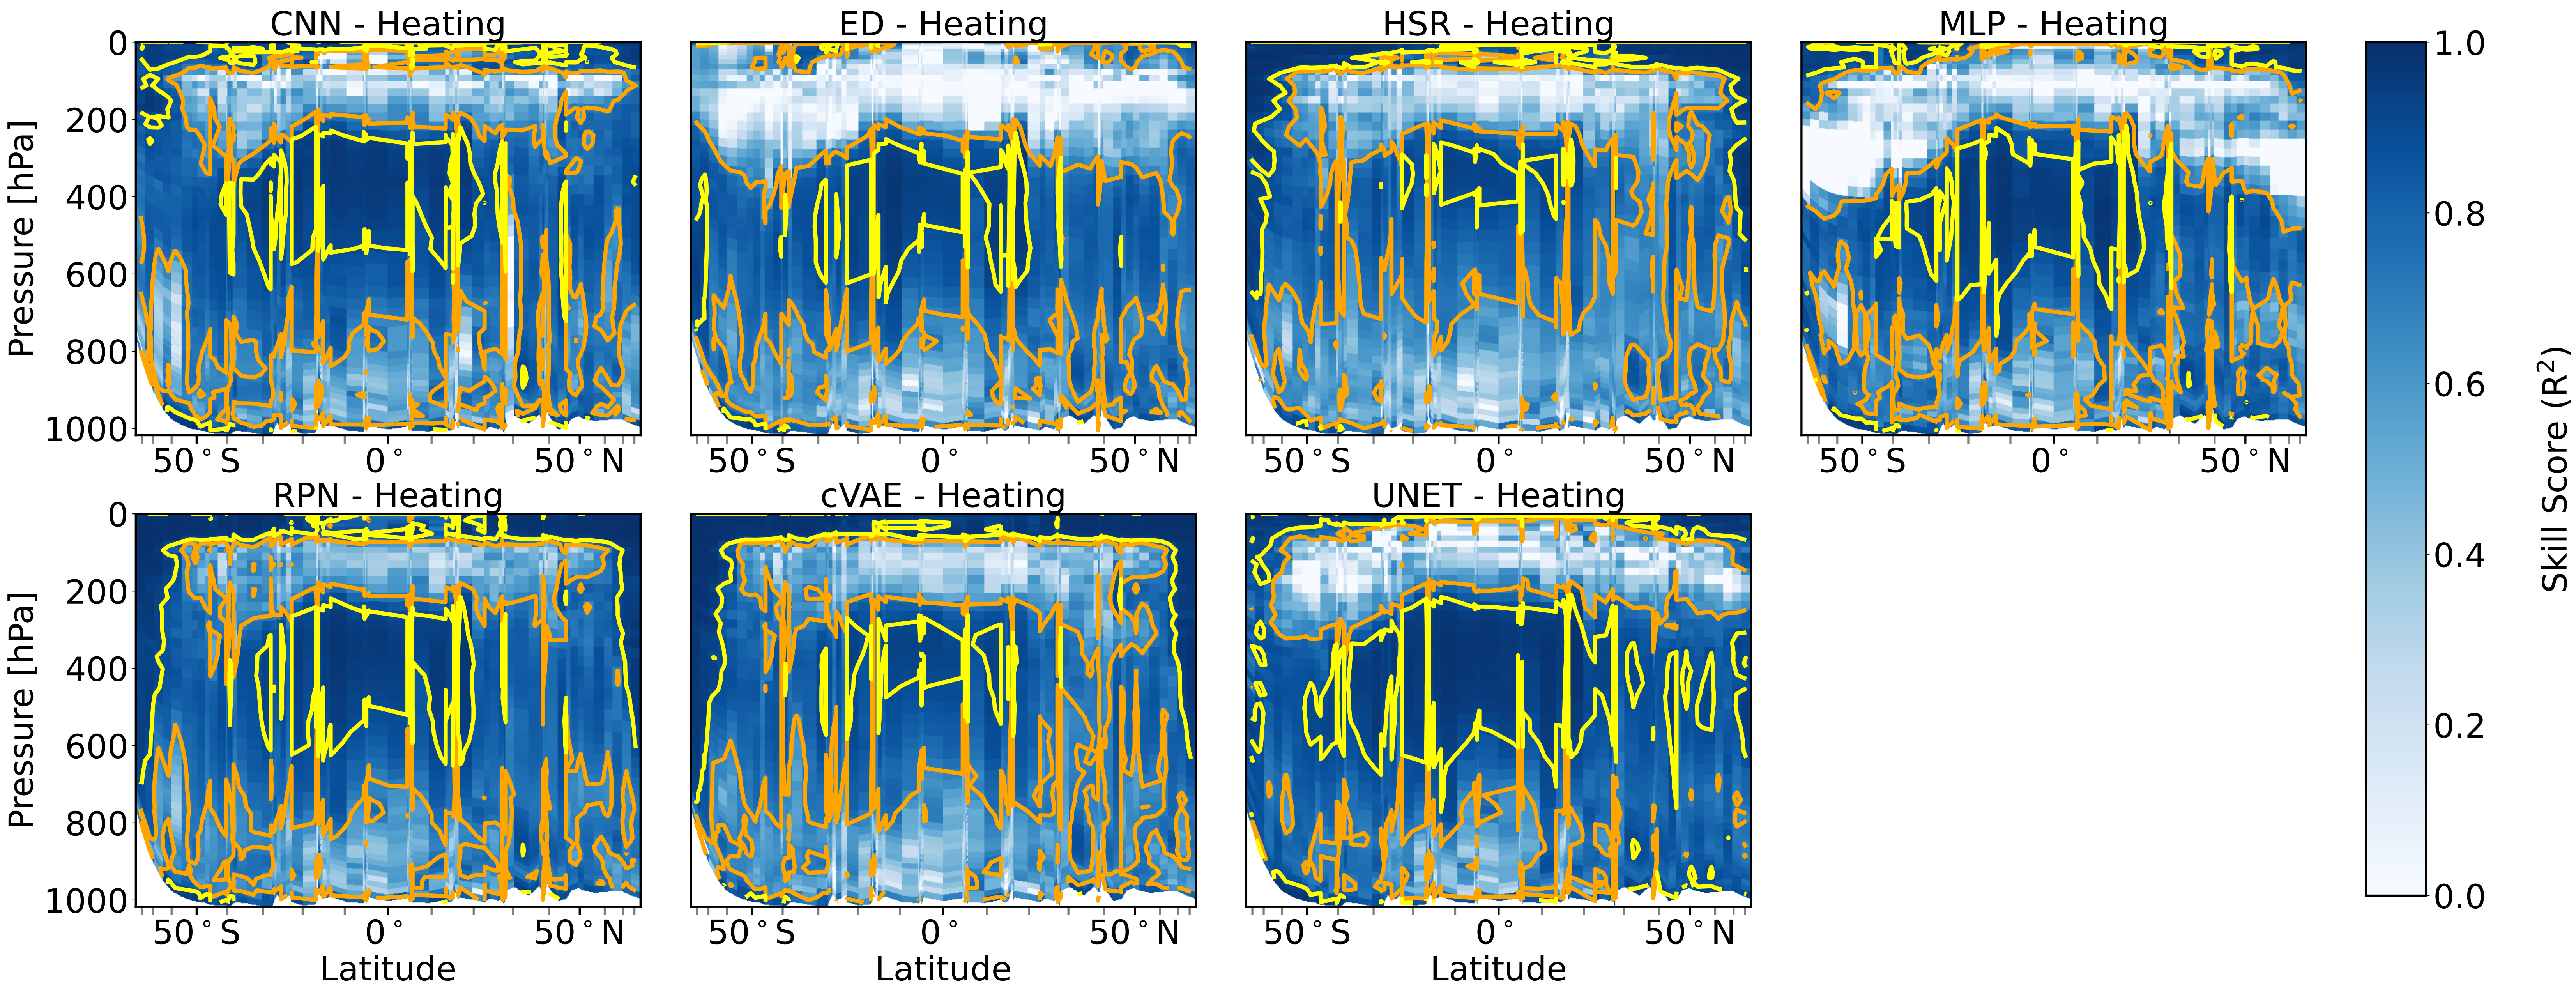 CNN - Heating
ED - Heating
HSR - Heating
MLP - Heating
Pressure [hPa]
0
200
400
600
800
1000
50°S 0° 50°N
50°S 0° 50°N
50°S 0° 50°N
50°S 0° 50°N
RPN - Heating
cVAE - Heating
UNET - Heating
Pressure [hPa]
0
200
400
600
800
1000
50°S 0° 50°N
50°S 0° 50°N
50°S 0° 50°N
Latitude
Latitude
Latitude
1.0
0.8
0.6
0.4
0.2
0.0
Skill Score (R²)